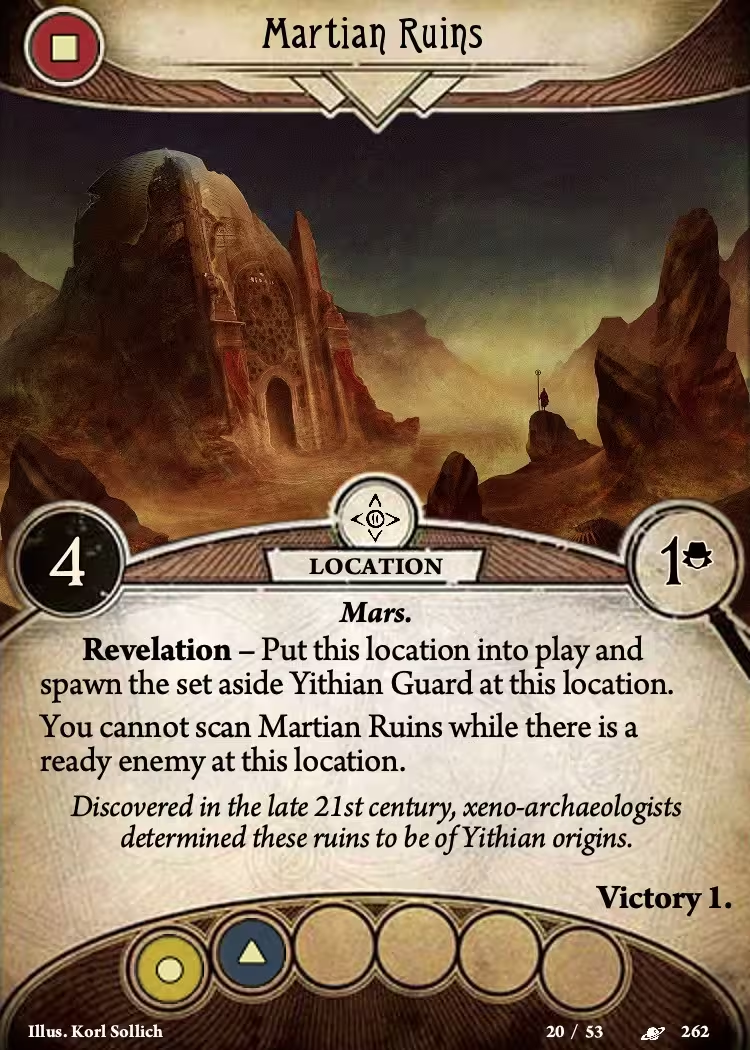 Martian Ruins
4
LOCATION
1
Mars.
Revelation – Put this location into play and
spawn the set aside Yithian Guard at this location.
You cannot scan Martian Ruins while there is a
ready enemy at this location.
Discovered in the late 21st century, xeno-archaeologists
determined these ruins to be of Yithian origins.
Victory 1.
Illus. Korl Sollich
20 / 53
262